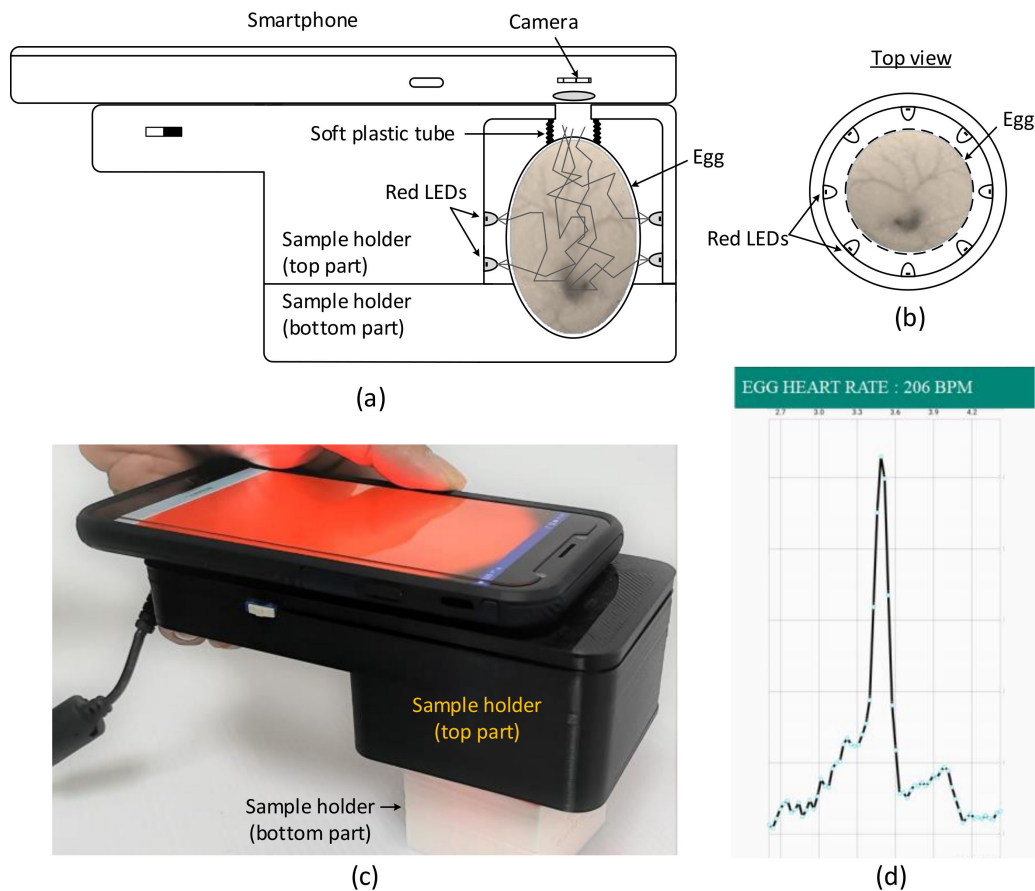 Smartphone
Camera
Soft plastic tube
Egg
Red LEDs
Sample holder
(top part)
Sample holder
(bottom part)
(a)
Top view
Egg
Red LEDs
(b)
Sample holder
(top part)
Sample holder
(bottom part)
(c)
EGG HEART RATE : 206 BPM
2.7 3.0 3.3 3.6 3.9 4.2
(d)